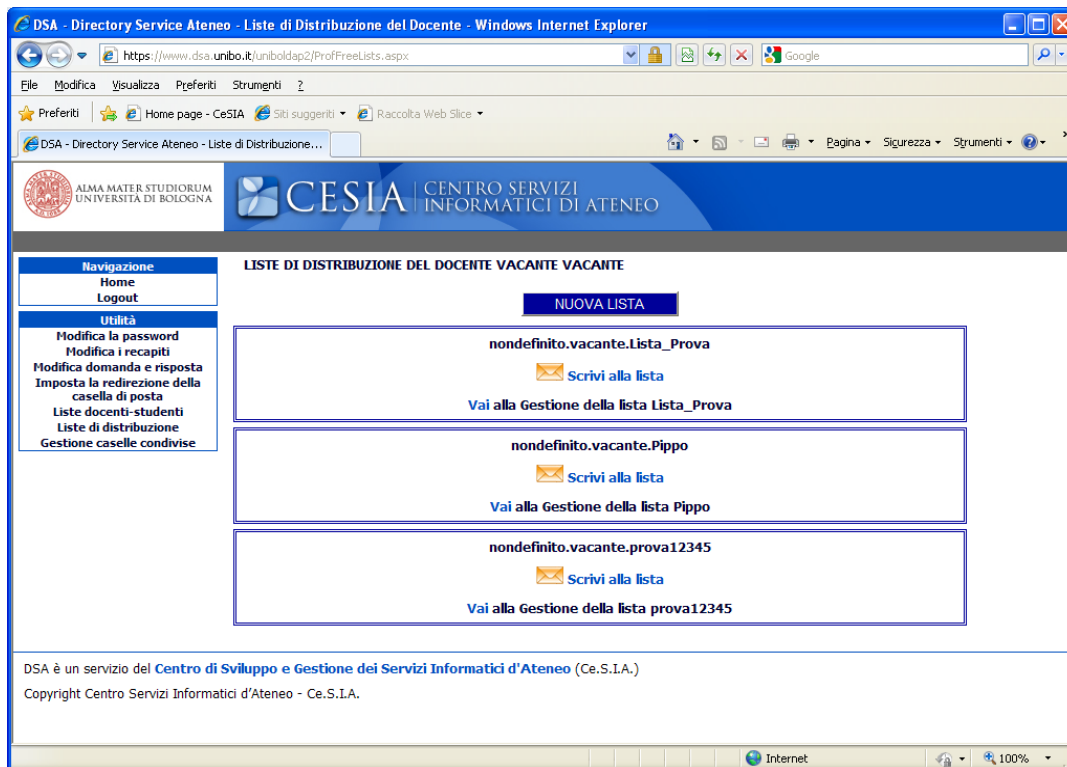 DSA - Directory Service Ateneo - Liste di Distribuzione del Docente - Windows Internet Explorer
https://www.dsa.unibo.it/uniboldap2/ProfFreeLists.aspx
Google
File Modifica Visualizza Preferiti Strumenti ?
Preferiti Home page - CeSIA Siti suggeriti Raccolta Web Slice
DSA - Directory Service Ateneo - Liste di Distribuzione... Pagina Sicurezza Strumenti »
ALMA MATER STUDIORUM
UNIVERSITÀ DI BOLOGNA
CESIA
CENTRO SERVIZI
INFORMATICI DI ATENEO
Navigazione
Home
Logout
Utilità
Modifica la password
Modifica i recapiti
Modifica domanda e risposta
Imposta la redirezione della
casella di posta
Liste docenti-studenti
Liste di distribuzione
Gestione caselle condivise
LISTE DI DISTRIBUZIONE DEL DOCENTE VACANTE VACANTE
NUOVA LISTA
nondefinito.vacante.Lista_Prova
Scrivi alla lista
Vai alla Gestione della lista Lista_Prova
nondefinito.vacante.Pippo
Scrivi alla lista
Vai alla Gestione della lista Pippo
nondefinito.vacante.prova12345
Scrivi alla lista
Vai alla Gestione della lista prova12345
DSA è un servizio del Centro di Sviluppo e Gestione dei Servizi Informatici d'Ateneo (Ce.S.I.A.)
Copyright Centro Servizi Informatici d'Ateneo - Ce.S.I.A.
Internet 100%